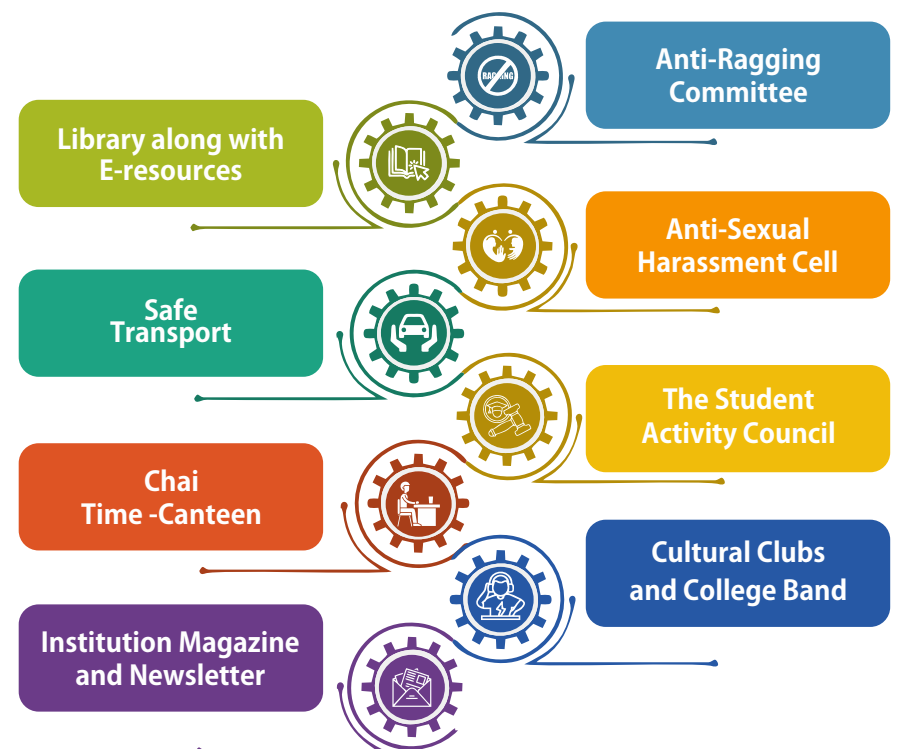 RAGGING
Anti-Ragging
Committee
Library along with
E-resources
Anti-Sexual
Harassment Cell
Safe
Transport
The Student
Activity Council
Chai
Time -Canteen
Cultural Clubs
and College Band
Institution Magazine
and Newsletter